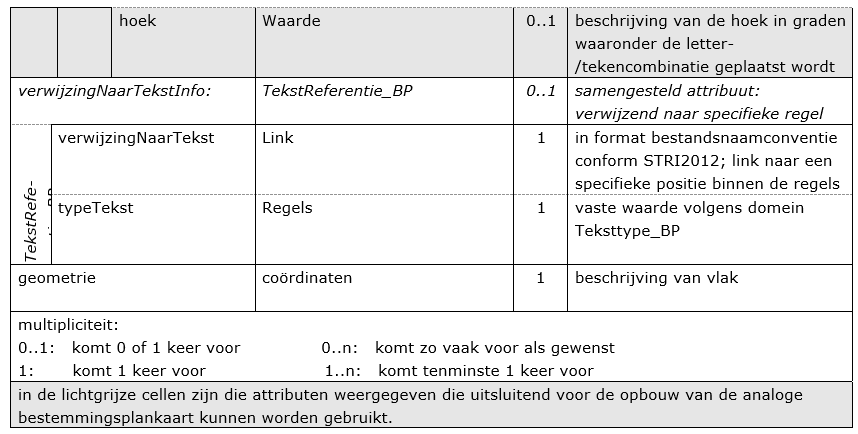 hoek Waarde 0..1 beschrijving van de hoek in graden
waaronder de letter-
/tekencombinatie geplaatst wordt
verwijzingNaarTekstInfo: TekstReferentie_BP 0..1 samengesteld attribuut:
verwijzend naar specifieke regel
TekstRefe-
verwijzingNaarTekst Link 1 in format bestandsnaamconventie
conform STRI2012; link naar een
specifieke positie binnen de regels
typeTekst Regels 1 vaste waarde volgens domein
Teksttype_BP
geometrie coördinaten 1 beschrijving van vlak
multipliciteit:
0..1: komt 0 of 1 keer voor 0..n: komt zo vaak voor als gewenst
1: komt 1 keer voor 1..n: komt tenminste 1 keer voor
in de lichtgrijze cellen zijn die attributen weergegeven die uitsluitend voor de opbouw van de analoge
bestemmingsplankaart kunnen worden gebruikt.